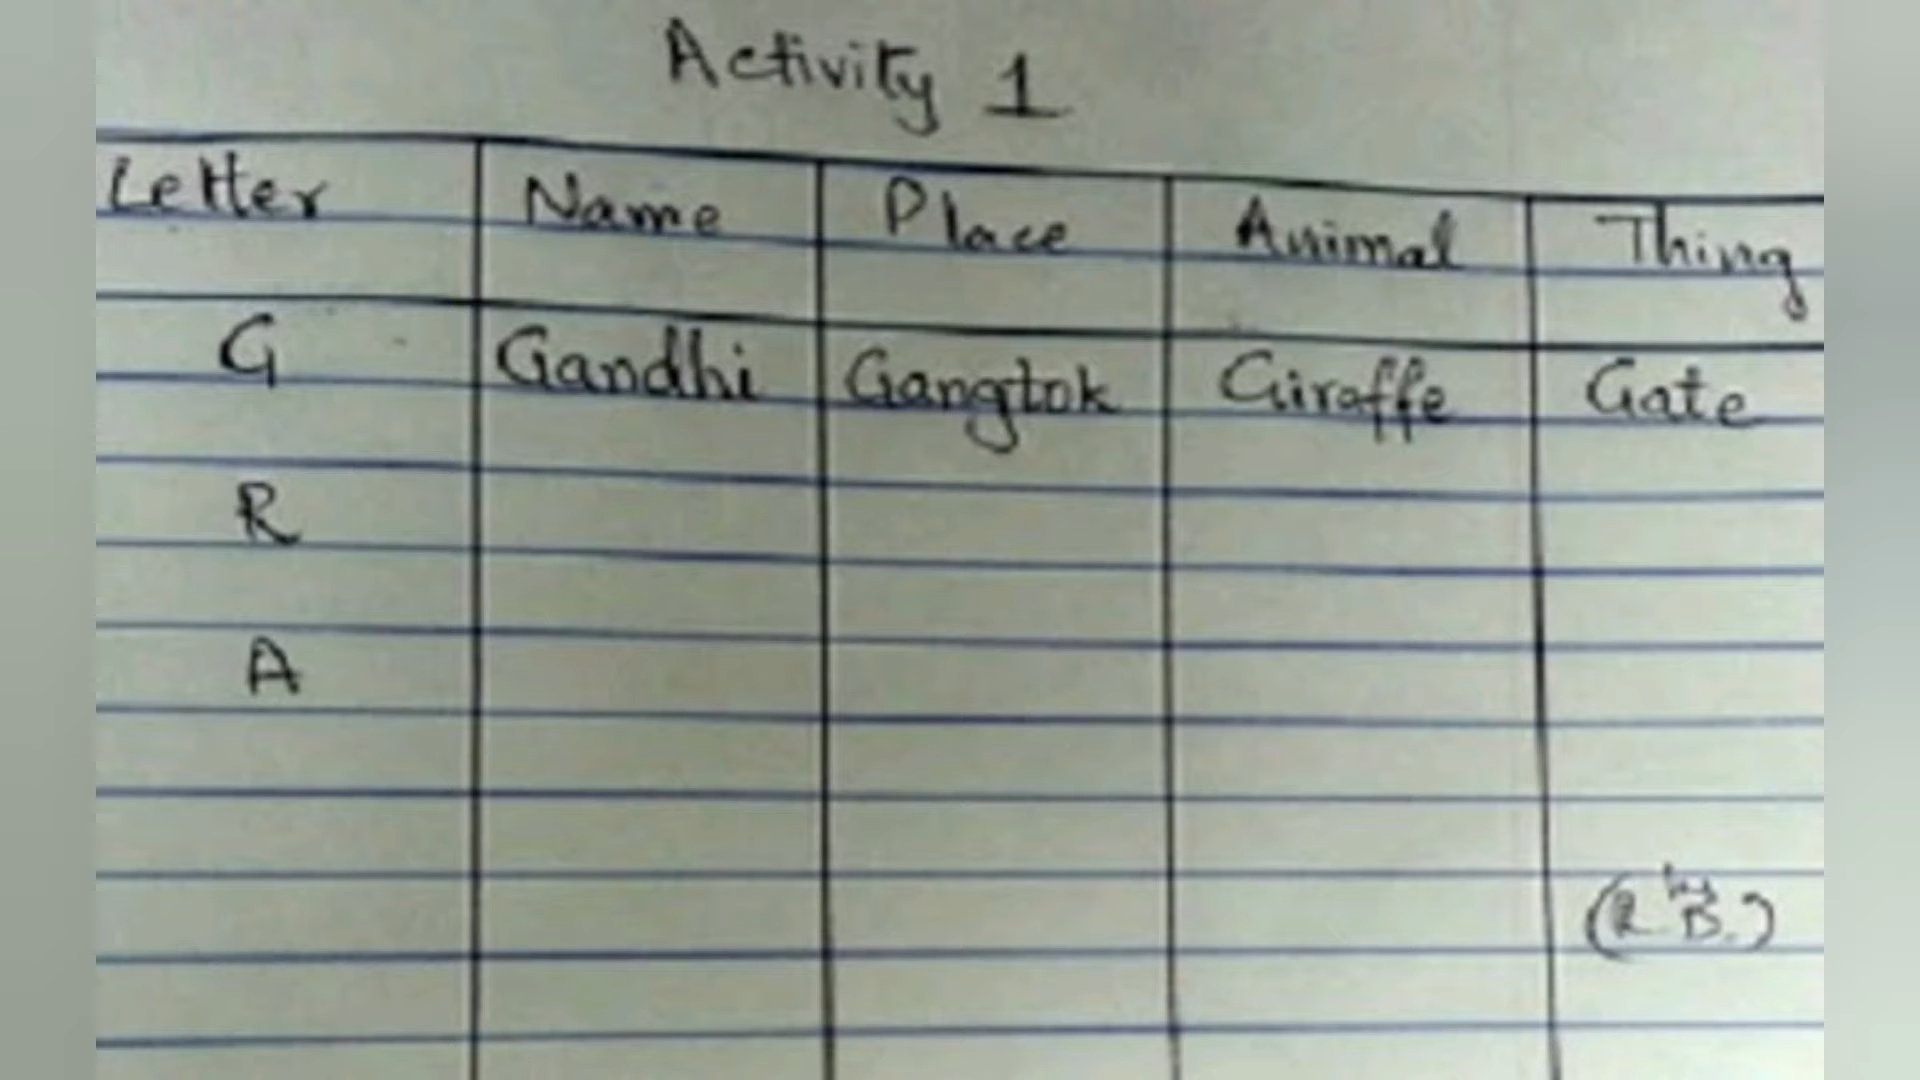 Activity 1
Letter Name Place Animal Thing
G Gandhi Gangtok Giraffe Gate
R
A
(R. B.)